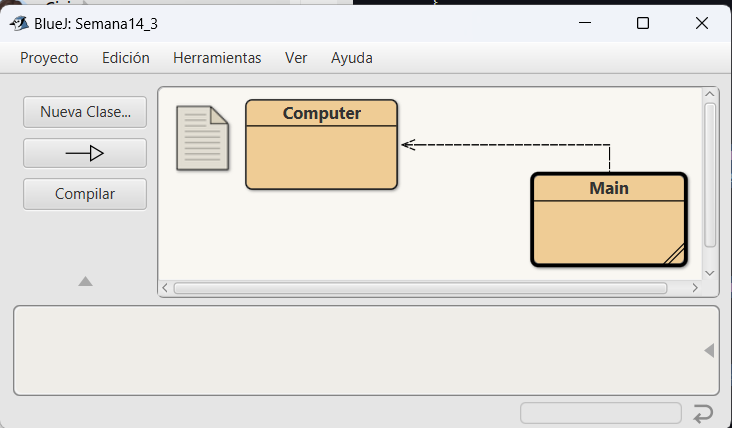 BlueJ: Semana14_3
Proyecto Edición Herramientas Ver Ayuda
Nueva Clase...
Compilar
Computer
Main